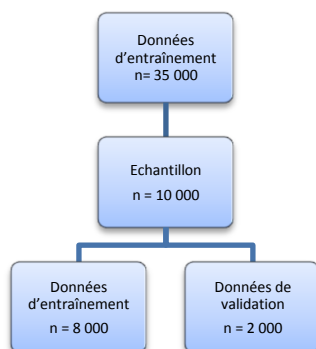 Données
d'entraînement
n= 35 000
Echantillon
n = 10 000
Données
d'entraînement
n = 8 000
Données de
validation
n = 2 000